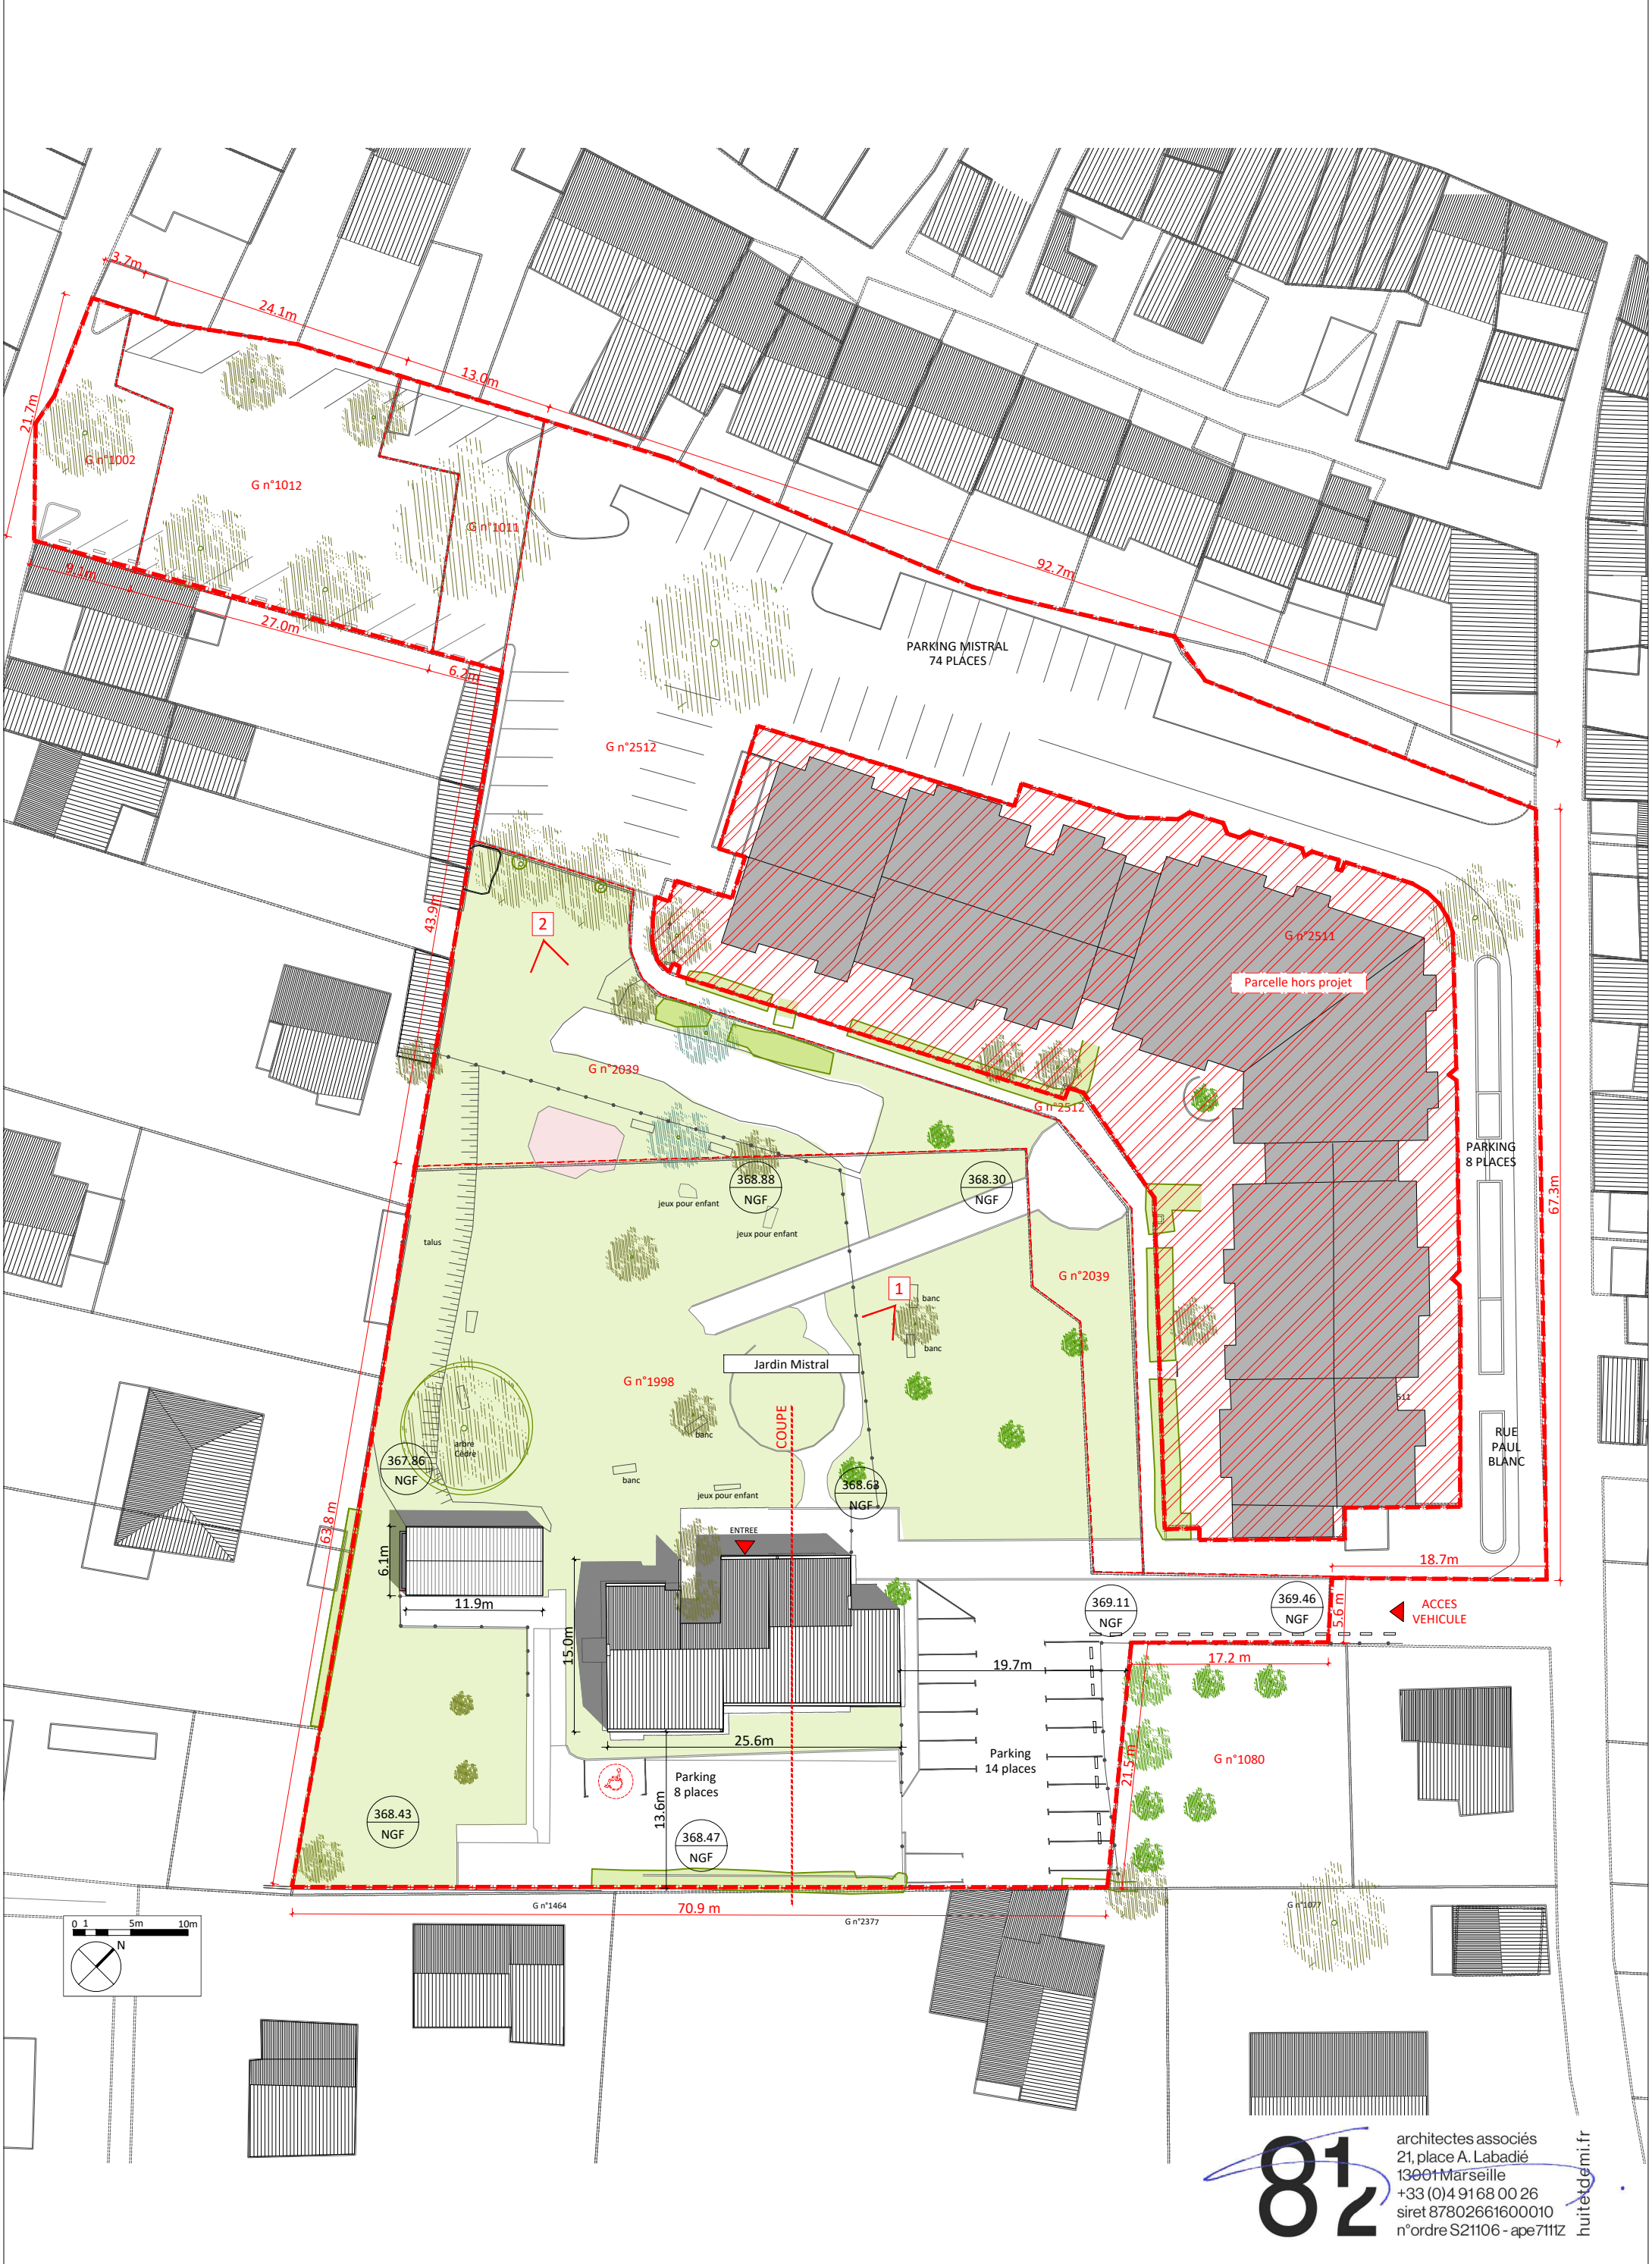 3.7m
24.1m
13.0m
21.7m
G n°1002
G n°1012
G n°1011
92.7m
9.1m
27.0m
6.2m
PARKING MISTRAL
74 PLACES
G n°2512
43.9m
2
G n°2511
Parcelle hors projet
G n°2039
G n°2512
PARKING
8 PLACES
368.88
NGF
368.30
NGF
67.3m
jeux pour enfant
jeux pour enfant
talus
G n°2039
1
banc
banc
Jardin Mistral
G n°1998
511
COUPE
banc
arbre
Cèdre
367.86
NGF
RUE
PAUL
BLANC
banc
368.63
NGF
jeux pour enfant
63.8 m
ENTREE
6.1m
18.7m
11.9m
369.11
NGF
369.46
NGF
5.6 m
ACCES
VEHICULE
15.0m
19.7m
17.2 m
25.6m
Parking
14 places
21.5 m
G n°1080
Parking
8 places
13.6m
368.43
NGF
368.47
NGF
G n°1464
70.9 m
G n°2377
G n°1077
0 1 5m 10m
N
81/2
architectes associés
21, place A. Labadié
13001 Marseille
+33 (0)4 91 68 00 26
siret 87802661600010
n°ordre S21106 - ape7111Z
huitetdemi.fr